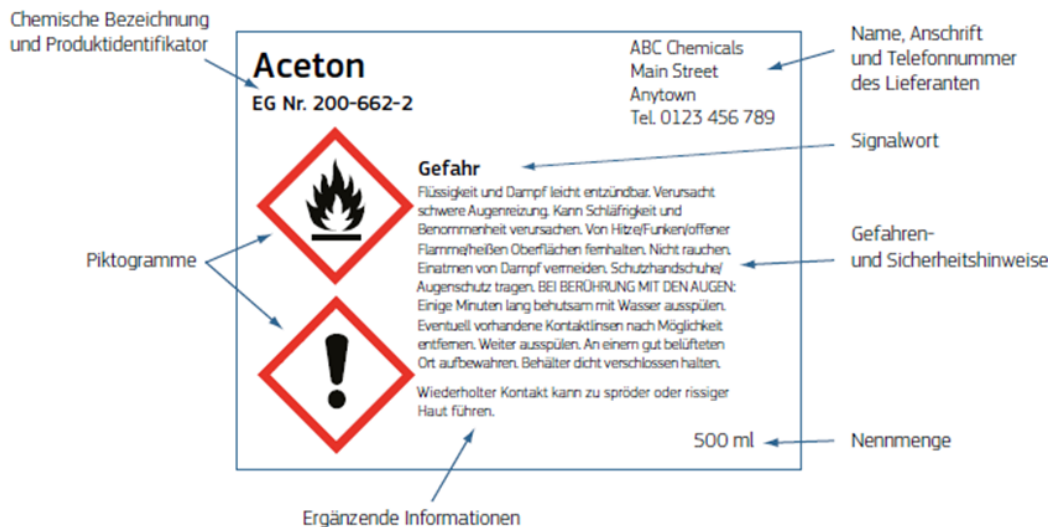 Chemische Bezeichnung
und Produktidentifikator
Aceton
EG Nr. 200-662-2
ABC Chemicals
Main Street
Anytown
Tel. 0123 456 789
Name, Anschrift
und Telefonnummer
des Lieferanten
Signalwort
Gefahr
Flüssigkeit und Dampf leicht entzündbar. Verursacht
schwere Augenreizung. Kann Schläfrigkeit und
Benommenheit verursachen. Von Hitze/Funken/offener
Flamme/heißen Oberflächen fernhalten. Nicht rauchen.
Einatmen von Dampf vermeiden. Schutzhandschuhe/
Augenschutz tragen. BEI BERÜHRUNG MIT DEN AUGEN:
Einige Minuten lang behutsam mit Wasser ausspülen.
Eventuell vorhandene Kontaktlinsen nach Möglichkeit
entfernen. Weiter ausspülen. An einem gut belüfteten
Ort aufbewahren. Behälter dicht verschlossen halten.
Wiederholter Kontakt kann zu spröder oder rissiger
Haut führen.
Piktogramme
Gefahren-
und Sicherheitshinweise
500 ml
Nennmenge
Ergänzende Informationen